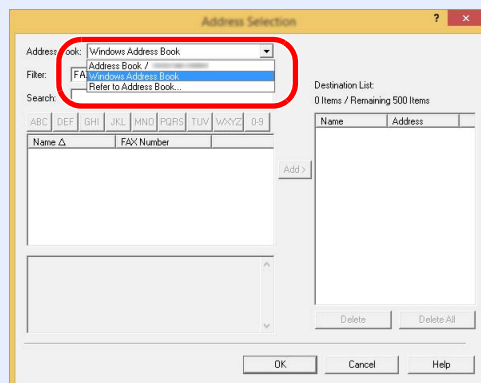 Address Selection
? ×
Address Book: Windows Address Book
Address Book /
Windows Address Book
Refer to Address Book...
Filter: FA
Search:
Destination List:
0 Items / Remaining 500 Items
ABC DEF GHI JKL MNO PQRS TUV WXYZ 0-9
Name Δ FAX Number
Name Address
Add >
Delete Delete All
OK Cancel Help